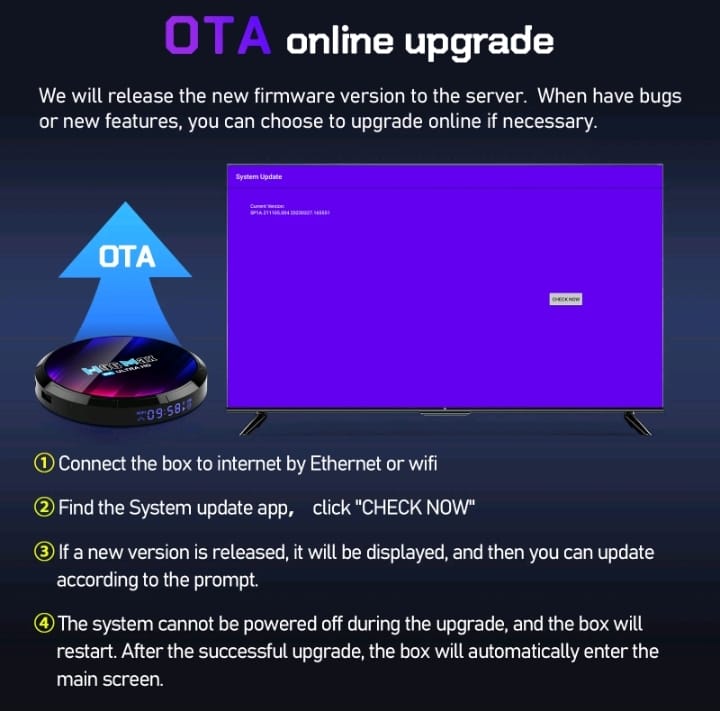 OTA online upgrade
We will release the new firmware version to the server. When have bugs
or new features, you can choose to upgrade online if necessary.
System Update
Current Version:
CHECK NOW
OTA
ULTRA HD
09:58
① Connect the box to internet by Ethernet or wifi
② Find the System update app, click "CHECK NOW"
③ If a new version is released, it will be displayed, and then you can update
according to the prompt.
④ The system cannot be powered off during the upgrade, and the box will
restart. After the successful upgrade, the box will automatically enter the
main screen.